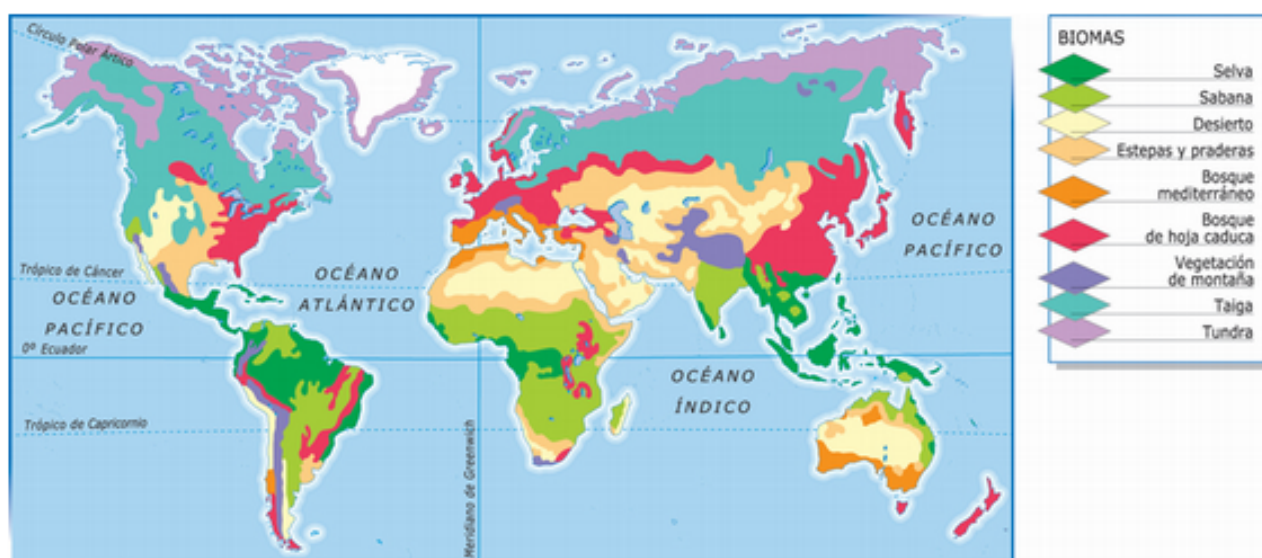 Círculo Polar Ártico
Trópico de Cáncer
OCÉANO
PACÍFICO
0º Ecuador
Trópico de Capricornio
OCÉANO
ATLÁNTICO
Meridiano de Greenwich
OCÉANO
ÍNDICO
OCÉANO
PACÍFICO
BIOMAS
Selva
Sabana
Desierto
Estepas y praderas
Bosque
mediterráneo
Bosque
de hoja caduca
Vegetación
de montaña
Taiga
Tundra